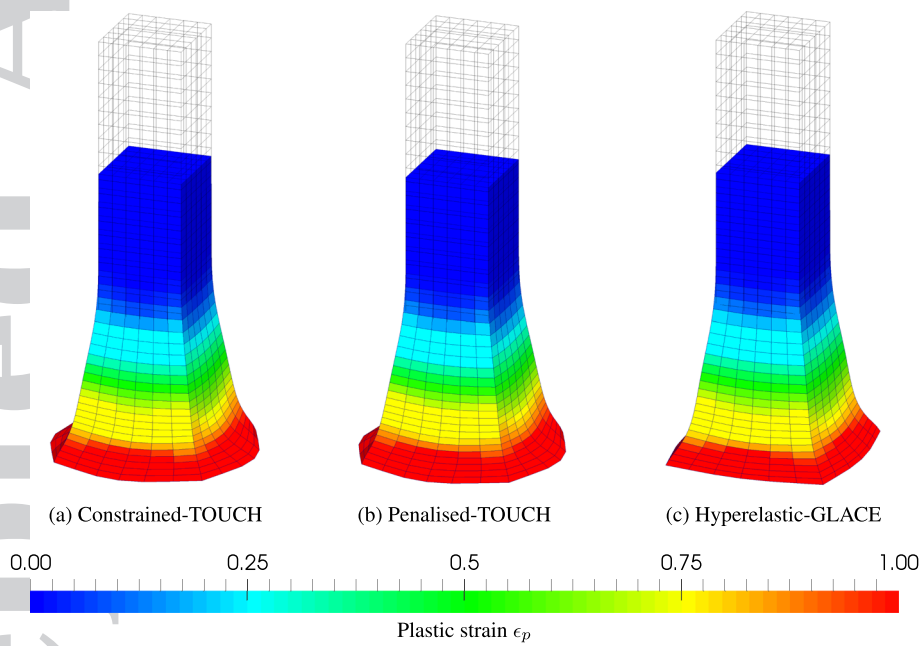 (a) Constrained-TOUCH
(b) Penalised-TOUCH
(c) Hyperelastic-GLACE
0.00 0.25 0.5 0.75 1.00
Plastic strain ϵₚ